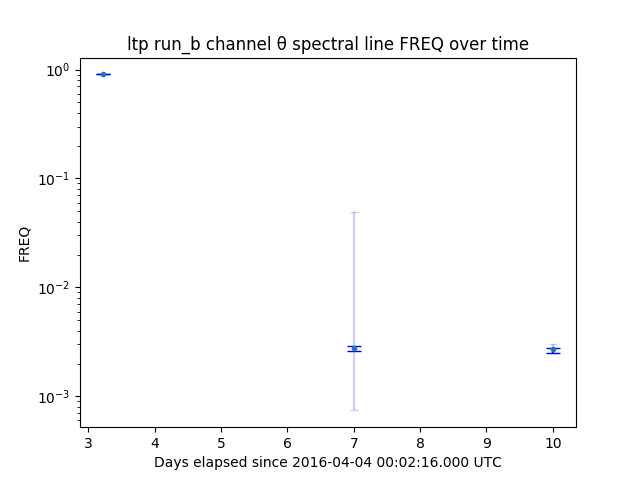 ltp run_b channel θ spectral line FREQ over time
10⁰
10⁻¹
10⁻²
10⁻³
FREQ
3 4 5 6 7 8 9 10
Days elapsed since 2016-04-04 00:02:16.000 UTC